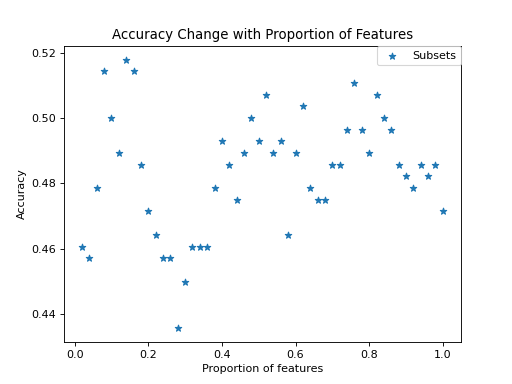 Accuracy Change with Proportion of Features
Subsets
0.52
0.50
0.48
0.46
0.44
Accuracy
0.0 0.2 0.4 0.6 0.8 1.0
Proportion of features